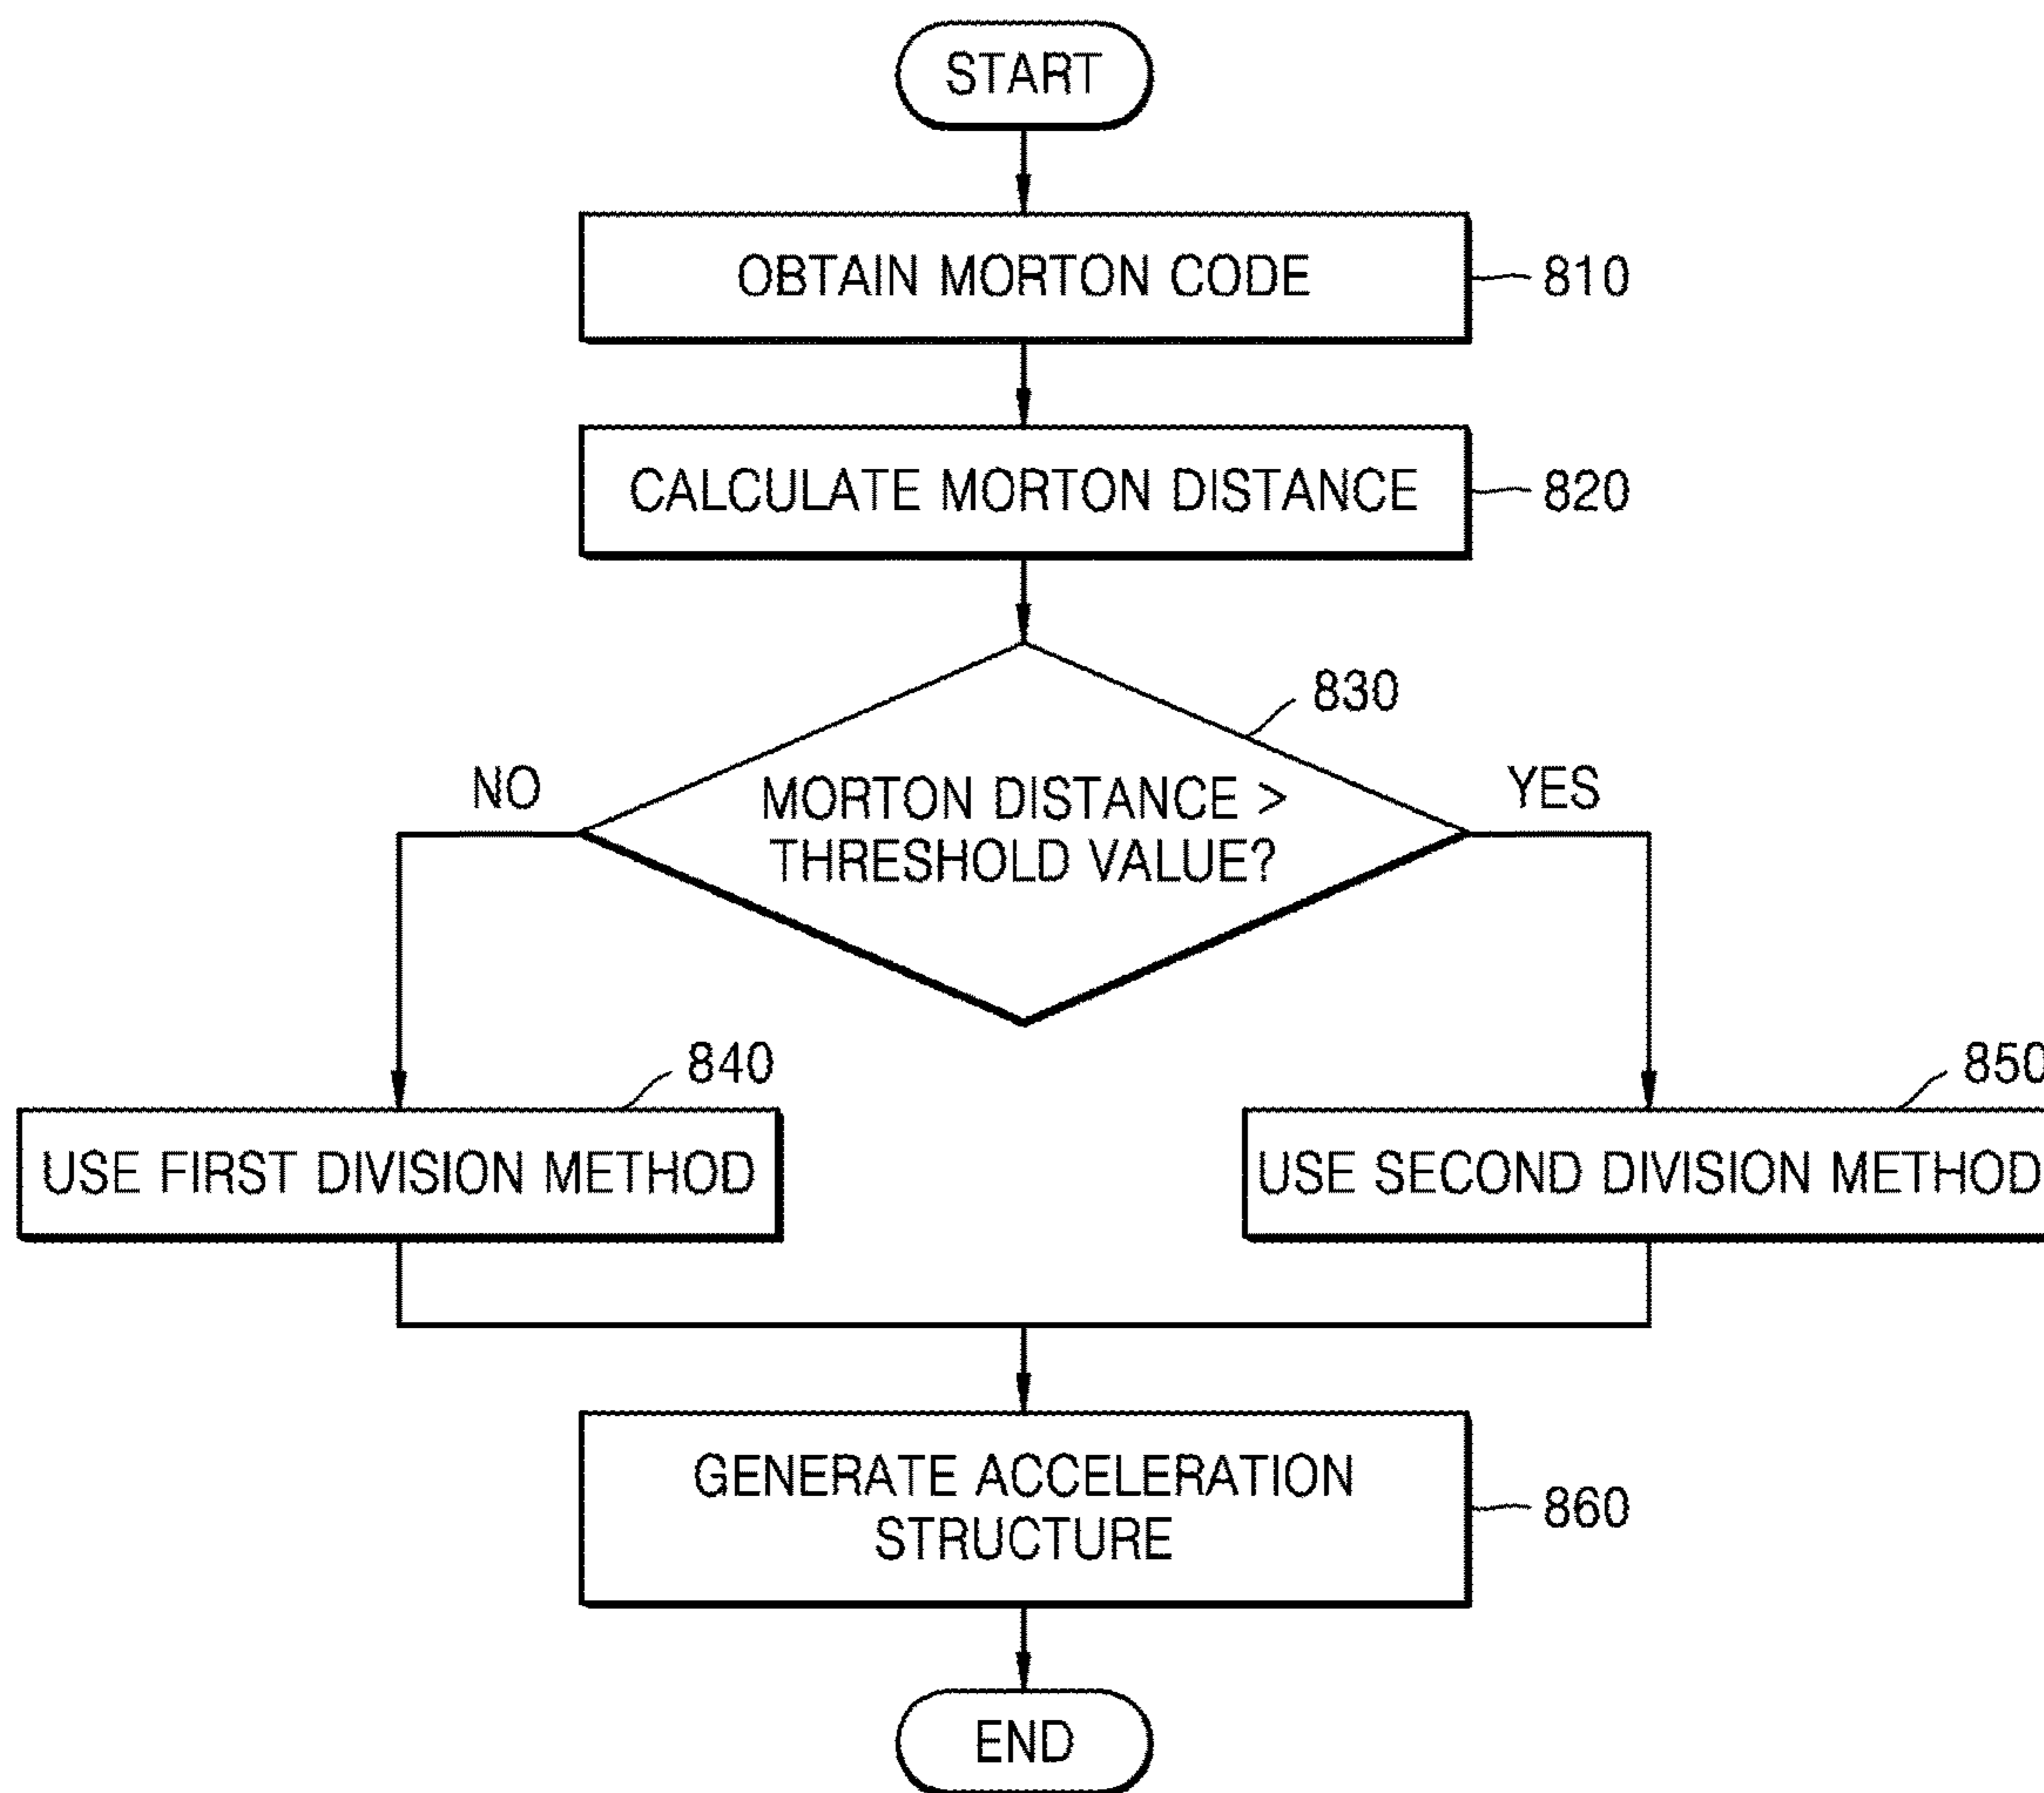 START
OBTAIN MORTON CODE
810
CALCULATE MORTON DISTANCE
820
830
NO
MORTON DISTANCE >
THRESHOLD VALUE?
YES
840
850
USE FIRST DIVISION METHOD
USE SECOND DIVISION METHOD
GENERATE ACCELERATION
STRUCTURE
860
END